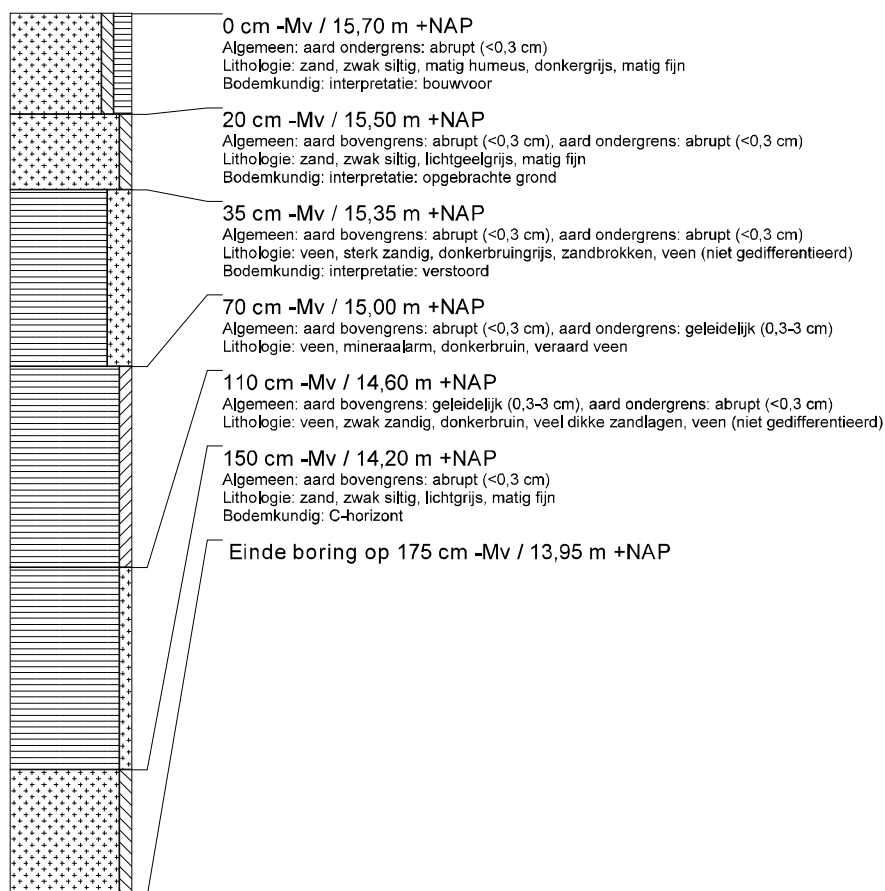 0 cm -Mv / 15,70 m +NAP
Algemeen: aard ondergrens: abrupt (<0,3 cm)
Lithologie: zand, zwak siltig, matig humeus, donkergrijs, matig fijn
Bodemkundig: interpretatie: bouwvoor
20 cm -Mv / 15,50 m +NAP
Algemeen: aard bovengrens: abrupt (<0,3 cm), aard ondergrens: abrupt (<0,3 cm)
Lithologie: zand, zwak siltig, lichtgeelgrijs, matig fijn
Bodemkundig: interpretatie: opgebrachte grond
35 cm -Mv / 15,35 m +NAP
Algemeen: aard bovengrens: abrupt (<0,3 cm), aard ondergrens: abrupt (<0,3 cm)
Lithologie: veen, sterk zandig, donkerbruingrijs, zandbrokken, veen (niet gedifferentieerd)
Bodemkundig: interpretatie: verstoord
70 cm -Mv / 15,00 m +NAP
Algemeen: aard bovengrens: abrupt (<0,3 cm), aard ondergrens: geleidelijk (0,3-3 cm)
Lithologie: veen, mineraalarm, donkerbruin, veraard veen
110 cm -Mv / 14,60 m +NAP
Algemeen: aard bovengrens: geleidelijk (0,3-3 cm), aard ondergrens: abrupt (<0,3 cm)
Lithologie: veen, zwak zandig, donkerbruin, veel dikke zandlagen, veen (niet gedifferentieerd)
150 cm -Mv / 14,20 m +NAP
Algemeen: aard bovengrens: abrupt (<0,3 cm)
Lithologie: zand, zwak siltig, lichtgrijs, matig fijn
Bodemkundig: C-horizont
Einde boring op 175 cm -Mv / 13,95 m +NAP